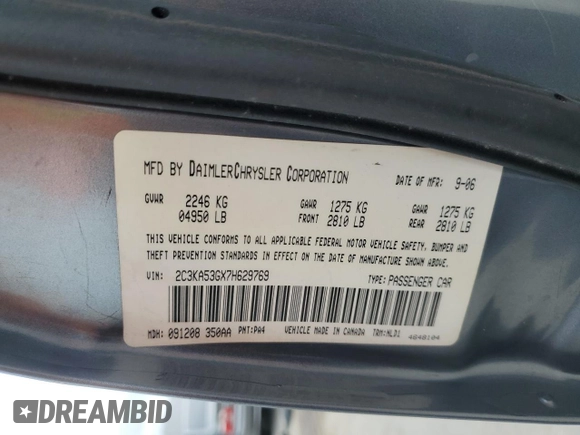 MFD BY DAIMLERCHRYSLER CORPORATION DATE OF MFR: 9-06
GVWR 2246 KG GAWR 1275 KG GAWR 1275 KG
04950 LB FRONT 2810 LB REAR 2810 LB
THIS VEHICLE CONFORMS TO ALL APPLICABLE FEDERAL MOTOR VEHICLE SAFETY, BUMPER AND
THEFT PREVENTION STANDARDS IN EFFECT ON THE DATE OF MANUFACTURE SHOWN ABOVE.
VIN: 2C3KA53GX7H629769 TYPE: PASSENGER CAR
MDH: 091208 350AA PNT: PA4 VEHICLE MADE IN CANADA TRM: NLD1 4648104
DREAMBID